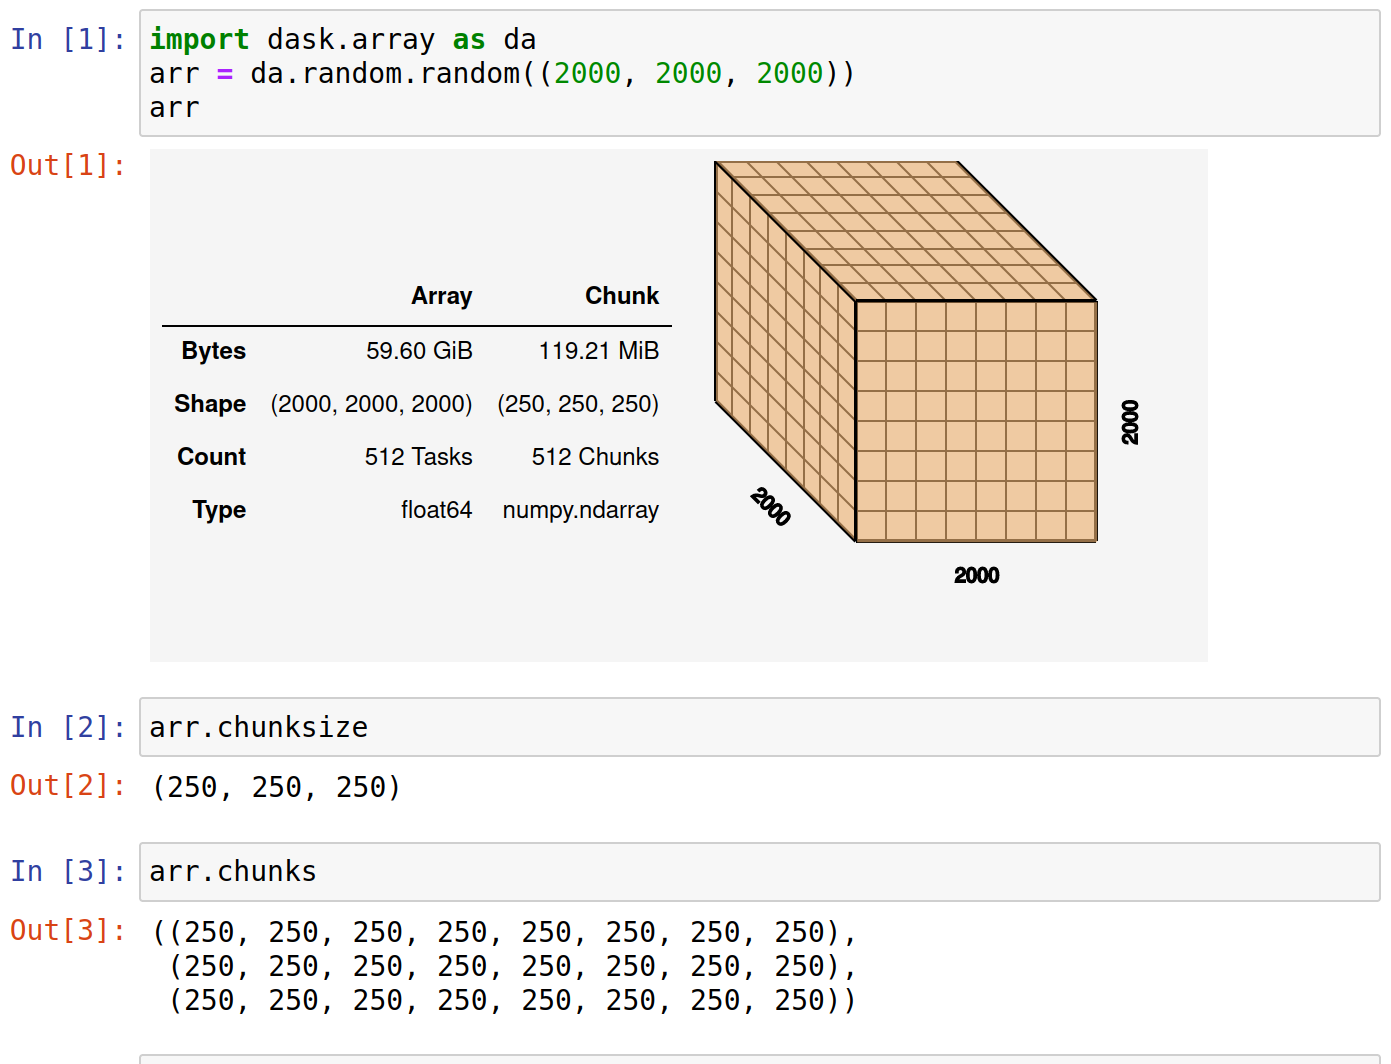 In [1]: import dask.array as da
arr = da.random.random((2000, 2000, 2000))
arr
Out[1]:
Array Chunk
Bytes 59.60 GiB 119.21 MiB
Shape (2000, 2000, 2000) (250, 250, 250)
Count 512 Tasks 512 Chunks
Type float64 numpy.ndarray
2000
2000
2000
In [2]: arr.chunksize
Out[2]: (250, 250, 250)
In [3]: arr.chunks
Out[3]: ((250, 250, 250, 250, 250, 250, 250, 250),
(250, 250, 250, 250, 250, 250, 250, 250),
(250, 250, 250, 250, 250, 250, 250, 250))